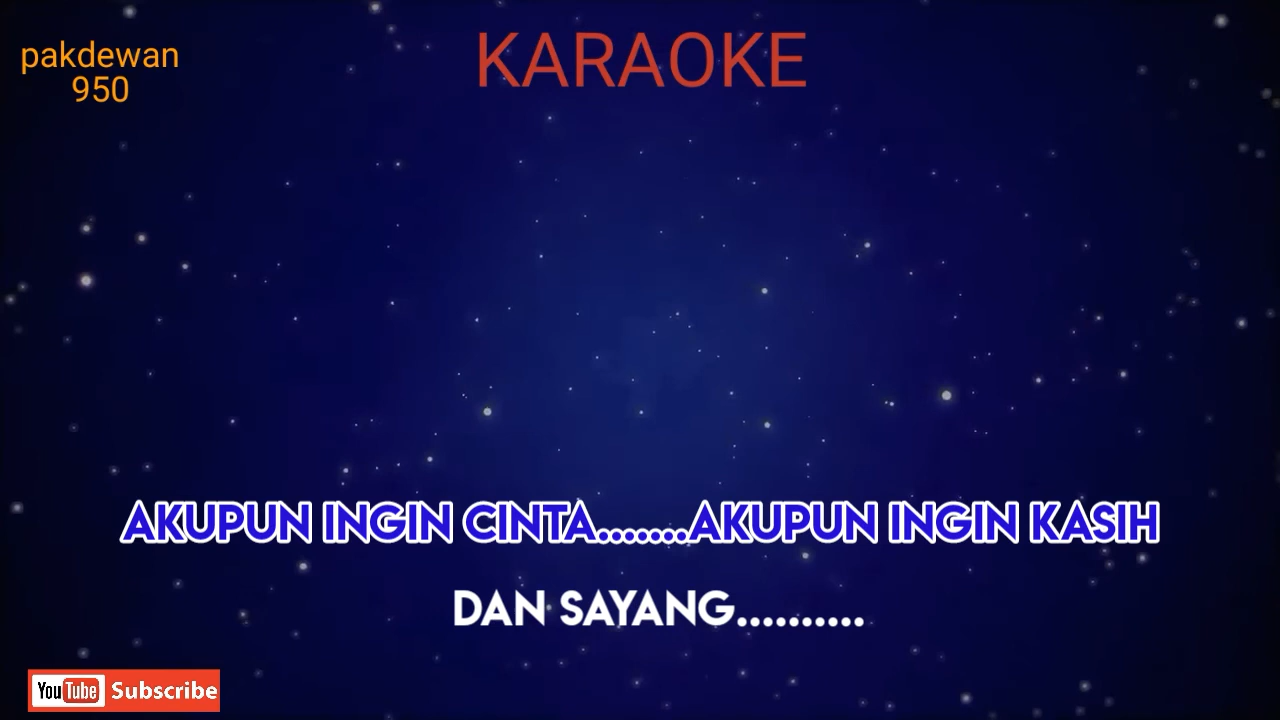 pakdewan
950
KARAOKE
AKUPUN INGIN CINTA.......AKUPUN INGIN KASIH
DAN SAYANG..........
YouTube Subscribe